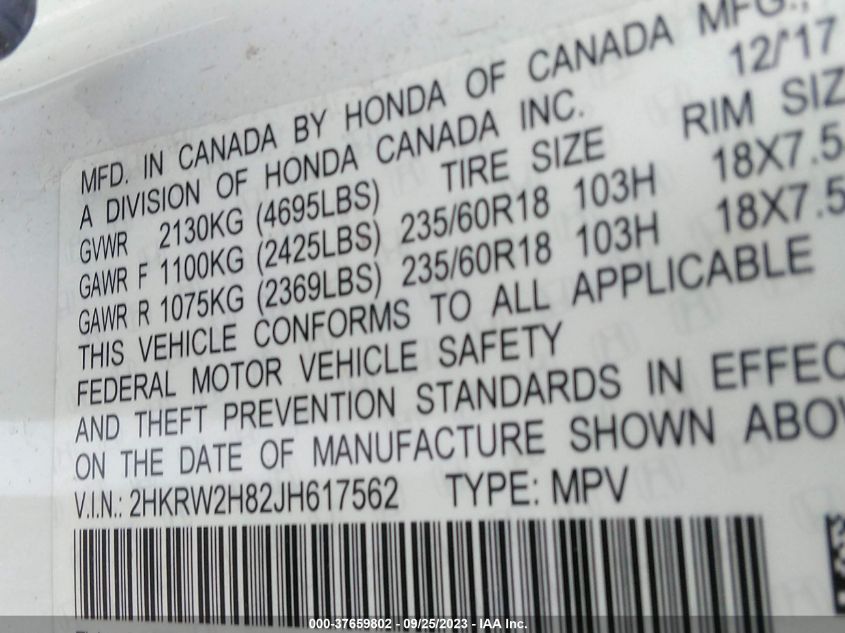 MFD. IN CANADA BY HONDA OF CANADA MFG.,
A DIVISION OF HONDA CANADA INC. 12/'17
GVWR 2130KG (4695LBS) TIRE SIZE RIM SIZ
GAWR F 1100KG (2425LBS) 235/60R18 103H 18X7.5
GAWR R 1075KG (2369LBS) 235/60R18 103H 18X7.5
THIS VEHICLE CONFORMS TO ALL APPLICABLE
FEDERAL MOTOR VEHICLE SAFETY
AND THEFT PREVENTION STANDARDS IN EFFEC
ON THE DATE OF MANUFACTURE SHOWN ABOV
V.I.N.: 2HKRW2H82JH617562 TYPE: MPV
000-37659802 - 09/25/2023 - IAA Inc.